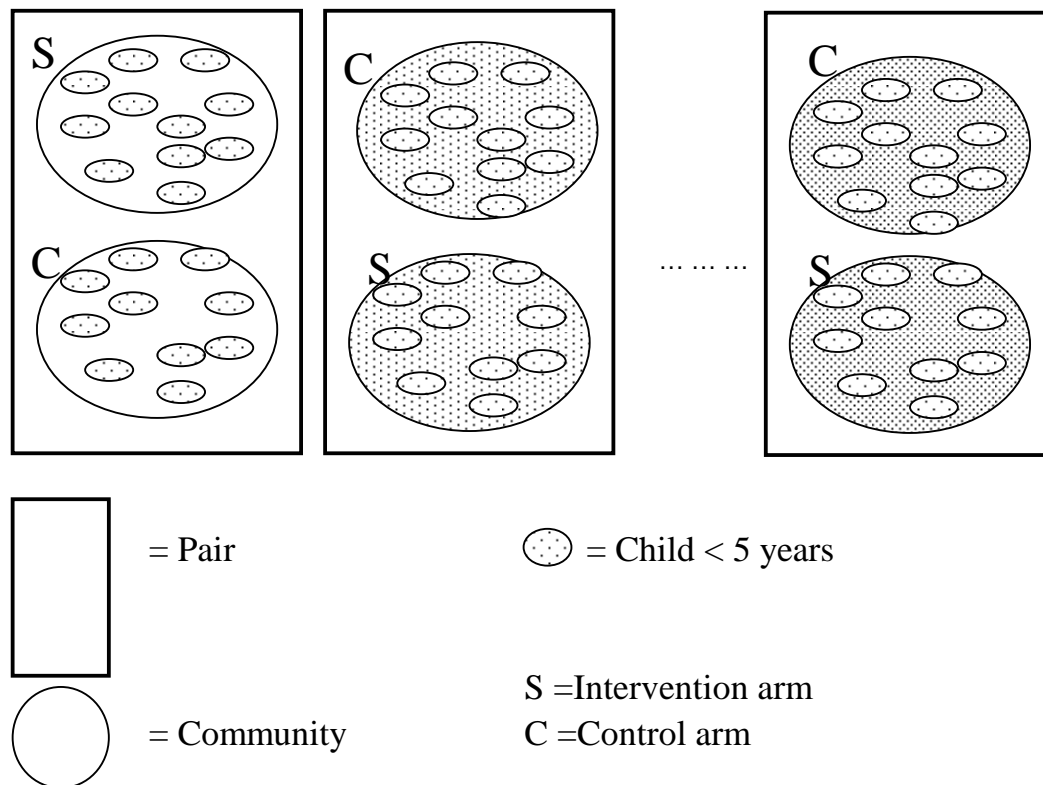 S
C
C
C
S
S
... ... ...
= Pair
= Child < 5 years
= Community
S =Intervention arm
C =Control arm